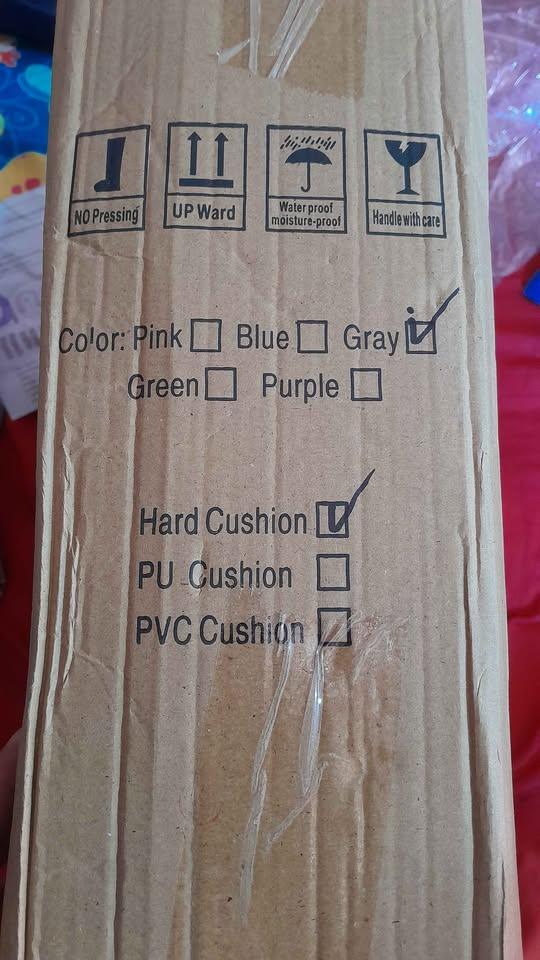 NO Pressing
UP Ward
Water proof
moisture-proof
Handle with care
Color: Pink Blue Gray
Green Purple
Hard Cushion
PU Cushion
PVC Cushion